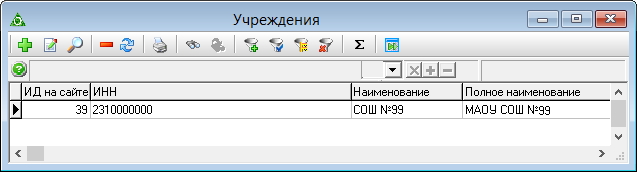 Учреждения
Σ
ИД на сайте ИНН Наименование Полное наименование
39 2310000000 СОШ №99 МАОУ СОШ №99